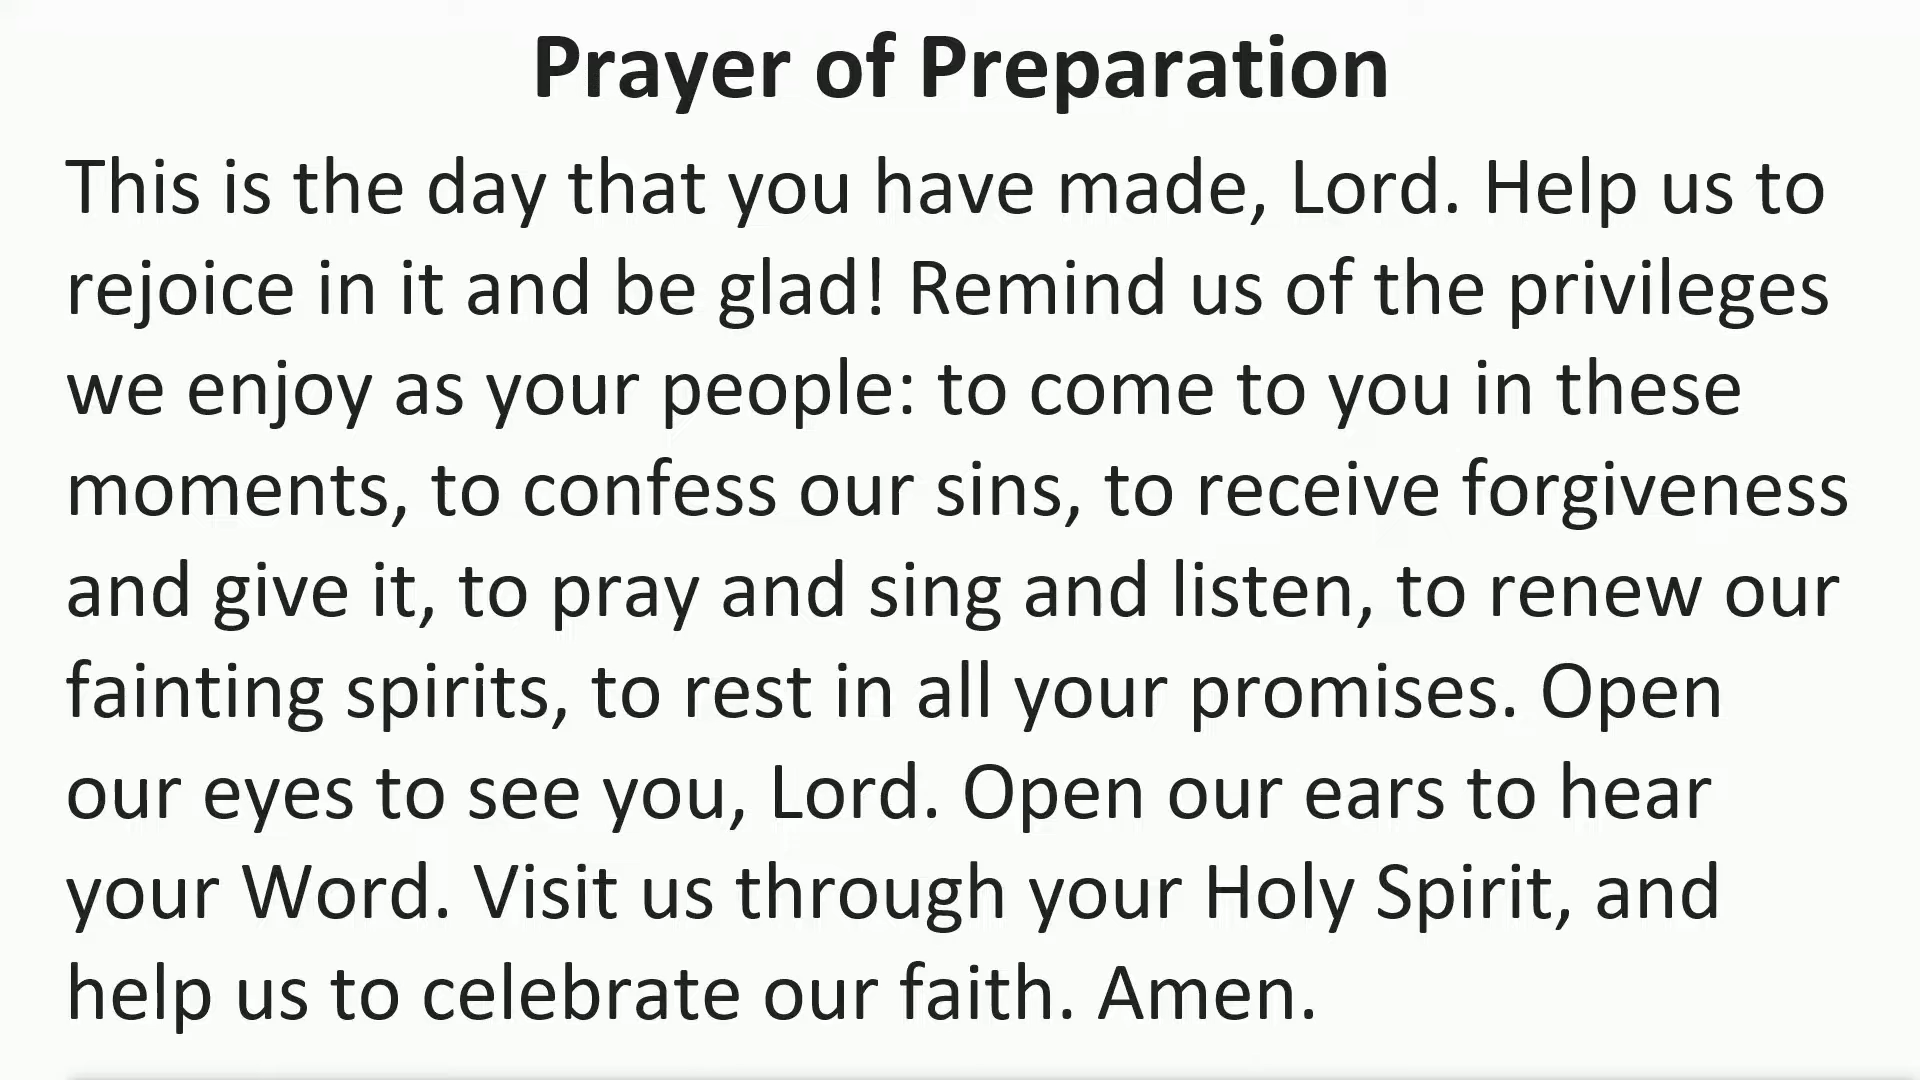 Prayer of Preparation
This is the day that you have made, Lord. Help us to
rejoice in it and be glad! Remind us of the privileges
we enjoy as your people: to come to you in these
moments, to confess our sins, to receive forgiveness
and give it, to pray and sing and listen, to renew our
fainting spirits, to rest in all your promises. Open
our eyes to see you, Lord. Open our ears to hear
your Word. Visit us through your Holy Spirit, and
help us to celebrate our faith. Amen.